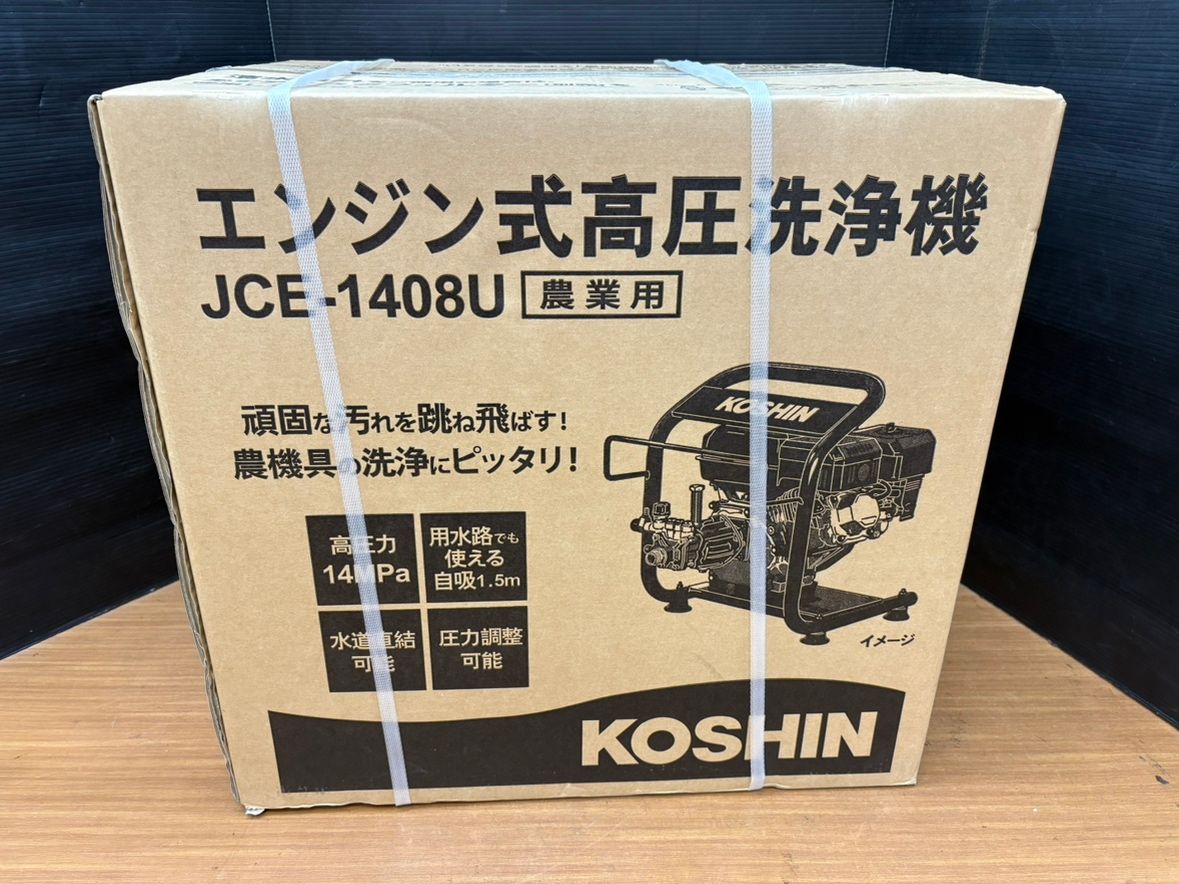 エンジン式高圧洗浄機
JCE-1408U 農業用
頑固な汚れを跳ね飛ばす!
農機具の洗浄にピッタリ!
高圧力
14MPa
用水路でも
使える
自吸1.5m
水道直結
可能
圧力調整
可能
KOSHIN
イメージ
KOSHIN